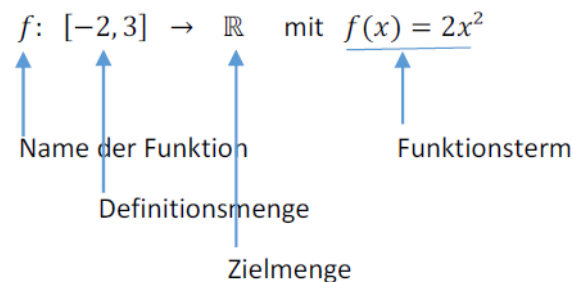 f: [−2, 3] → ℝ mit f(x) = 2x²
Name der Funktion
Funktionsterm
Definitionsmenge
Zielmenge